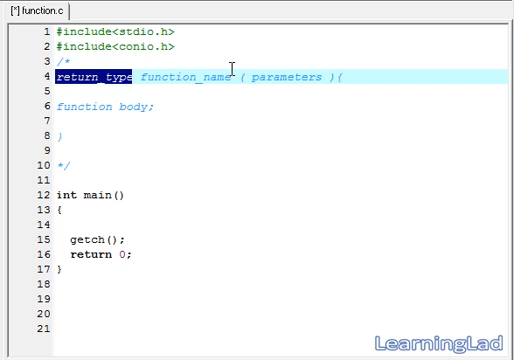 [*] function.c
1 #include<stdio.h>
2 #include<conio.h>
3 /*
4 return_type function_name ( parameters ){
5
6 function body;
7
8 }
9
10 */
11
12 int main()
13 {
14
15 getch();
16 return 0;
17 }
18
19
20
21
LearningLad